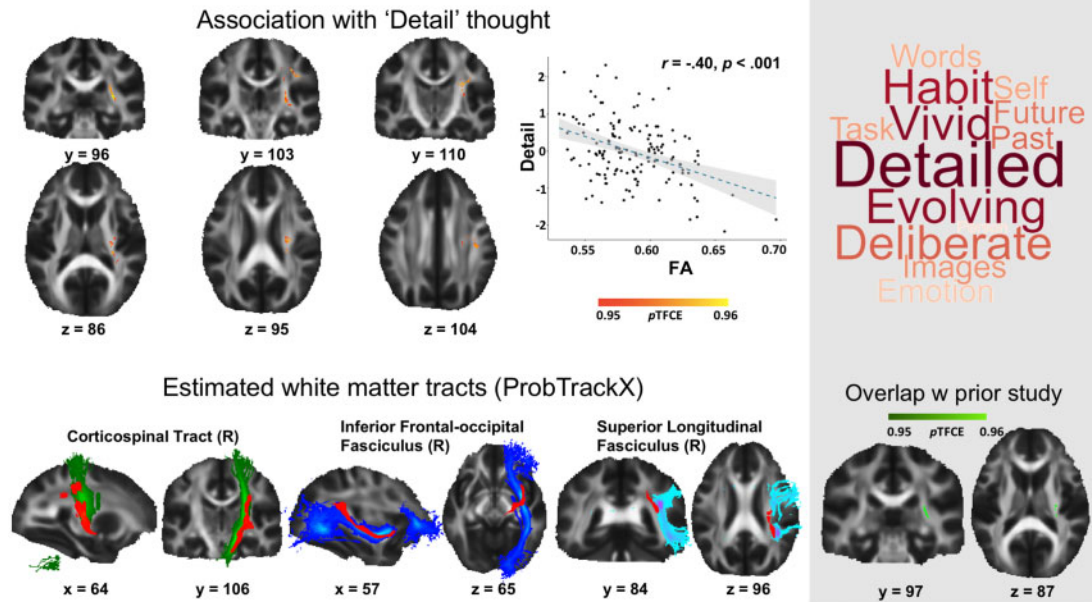 Association with ‘Detail’ thought
y = 96
y = 103
y = 110
z = 86
z = 95
z = 104
r = -.40, p < .001
Detail
2
1
0
-1
-2
0.55
0.60
0.65
0.70
FA
0.95 pTFCE 0.96
Words
Habit Self
Vivid Future
Task Past
Detailed
Evolving
Deliberate
Images
Emotion
Estimated white matter tracts (ProbTrackX)
Corticospinal Tract (R)
Inferior Frontal-occipital
Fasciculus (R)
Superior Longitudinal
Fasciculus (R)
x = 64
y = 106
x = 57
z = 65
y = 84
z = 96
Overlap w prior study
0.95 pTFCE 0.96
y = 97
z = 87